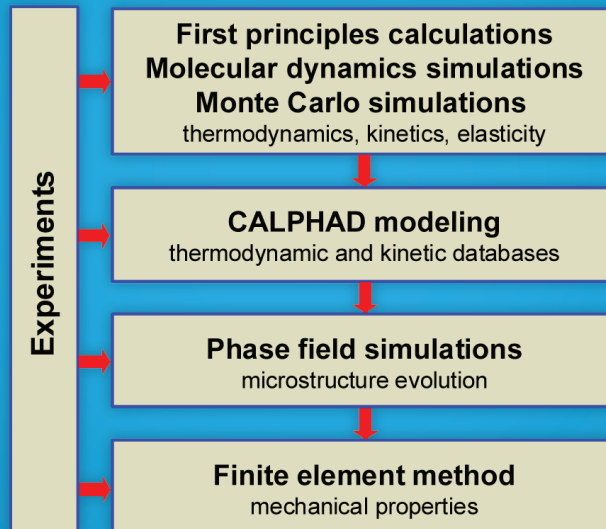 Experiments
First principles calculations
Molecular dynamics simulations
Monte Carlo simulations
thermodynamics, kinetics, elasticity
CALPHAD modeling
thermodynamic and kinetic databases
Phase field simulations
microstructure evolution
Finite element method
mechanical properties